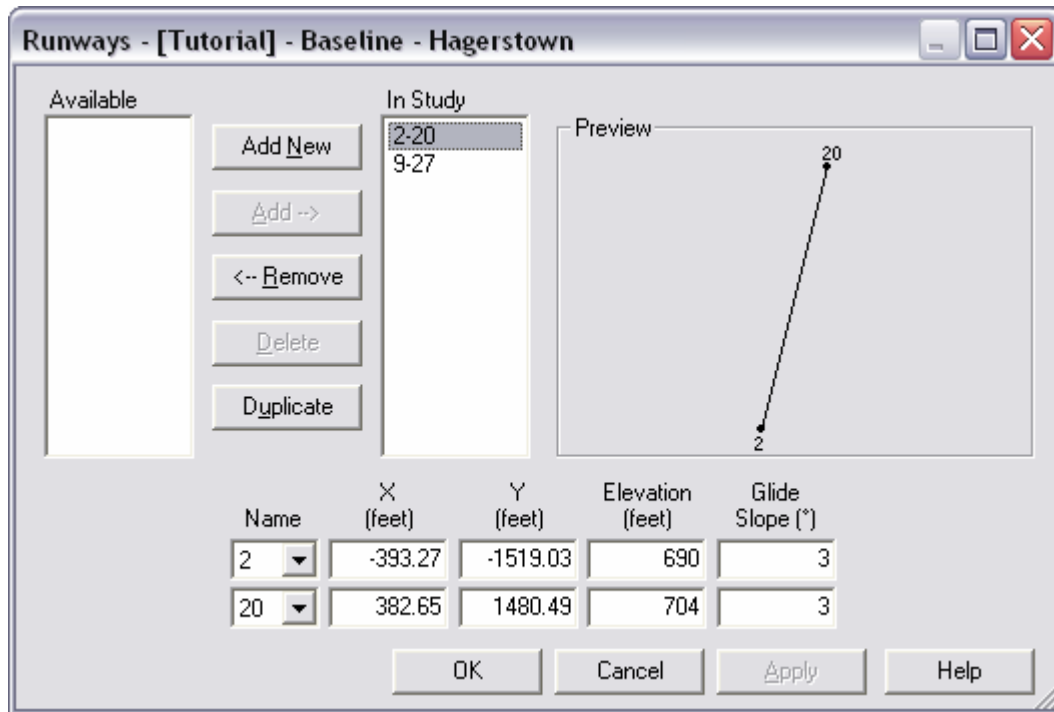 Runways - [Tutorial] - Baseline - Hagerstown
Available
In Study
Add New
Add -->
<-- Remove
Delete
Duplicate
2-20
9-27
Preview
20
2
Name
X
(feet)
Y
(feet)
Elevation
(feet)
Glide
Slope (°)
2
-393.27
-1519.03
690
3
20
382.65
1480.49
704
3
OK
Cancel
Apply
Help